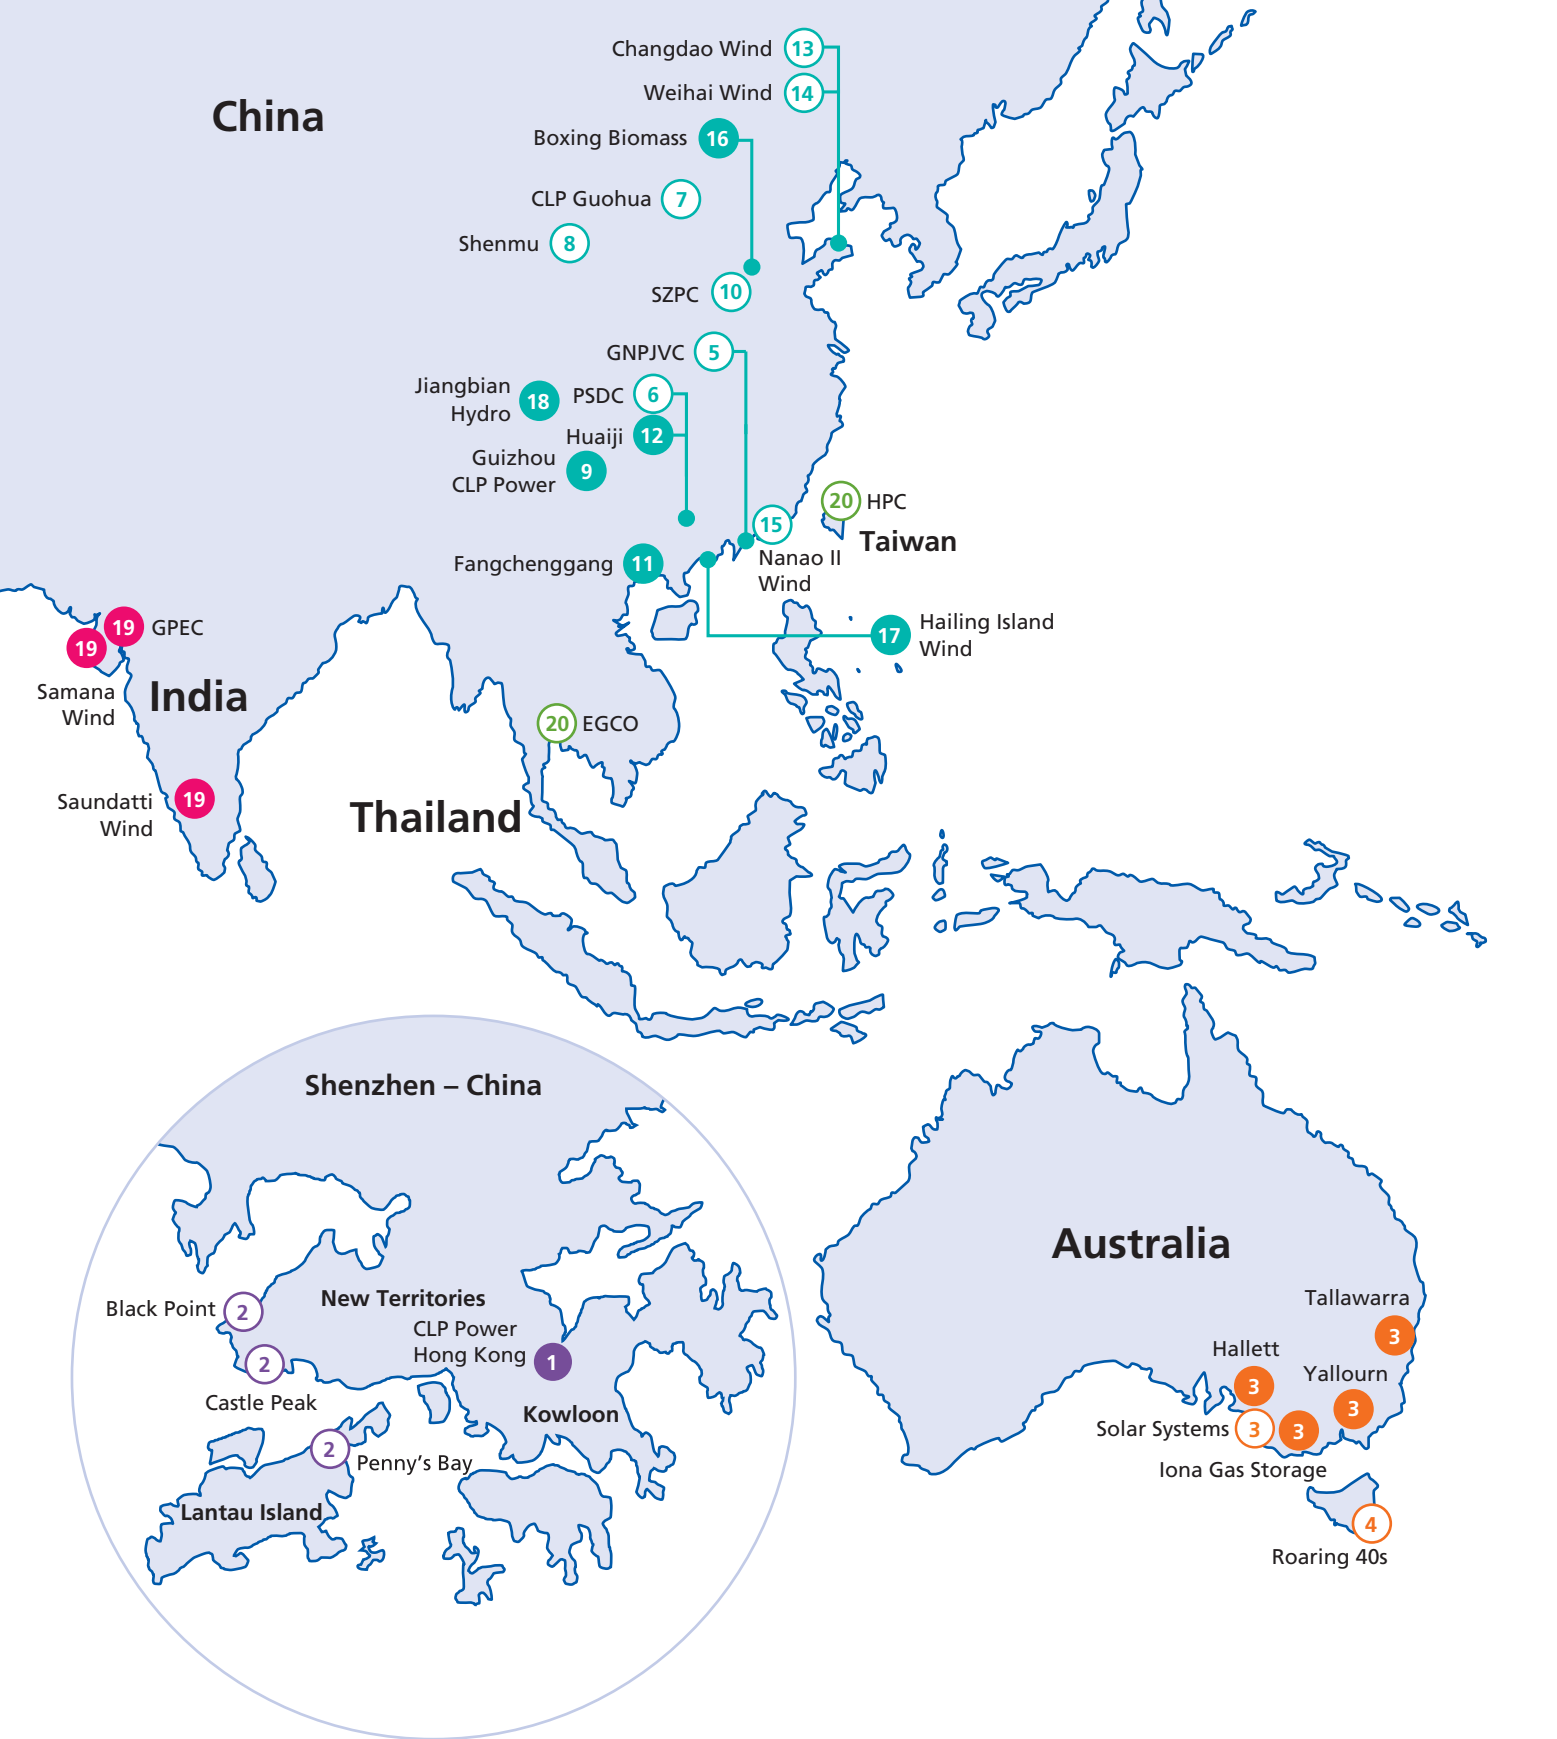 Changdao Wind 13
Weihai Wind 14
China
Boxing Biomass 16
CLP Guohua 7
Shenmu 8
SZPC 10
GNPJVC 5
Jiangbian
Hydro 18
PSDC 6
Huaiji 12
Guizhou
CLP Power 9
20 HPC
Taiwan
15
Nanao II
Wind
Fangchenggang 11
17 Hailing Island
Wind
19 GPEC
19
Samana
Wind
India
20 EGCO
Saundatti
Wind 19
Thailand
Shenzhen – China
Black Point 2
New Territories
CLP Power
Hong Kong 1
2
Castle Peak
Kowloon
2
Penny’s Bay
Lantau Island
Australia
Tallawarra
3
Hallett
3
Yallourn
3
Solar Systems 3
3
Iona Gas Storage
4
Roaring 40s